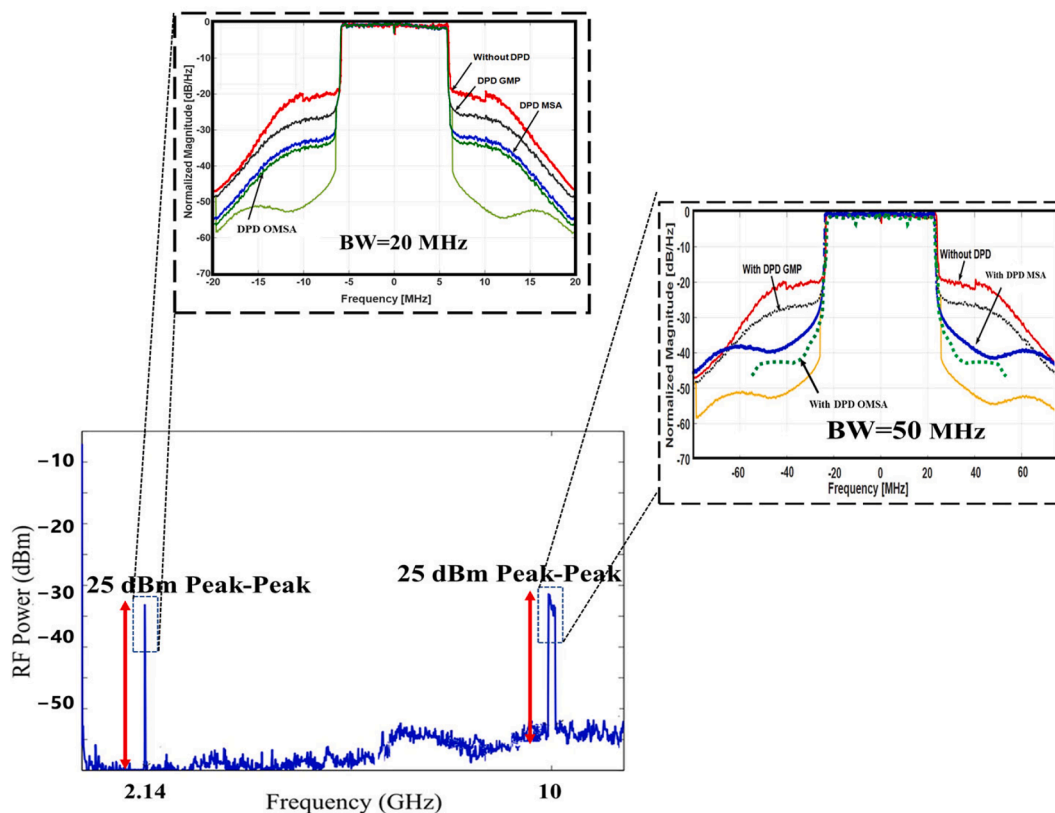 0
-10
-20
-30
-40
-50
-60
-70
Normalized Magnitude [dB/Hz]
Without DPD
DPD GMP
DPD MSA
DPD OMSA
BW=20 MHz
-20 -15 -10 -5 0 5 10 15 20
Frequency [MHz]
0
-10
-20
-30
-40
-50
-60
-70
Normalized Magnitude [dB/Hz]
With DPD GMP
Without DPD
With DPD MSA
With DPD OMSA
BW=50 MHz
-60 -40 -20 0 20 40 60
Frequency [MHz]
-10
-20
-30
-40
-50
RF Power (dBm)
25 dBm Peak-Peak
25 dBm Peak-Peak
2.14 10
Frequency (GHz)